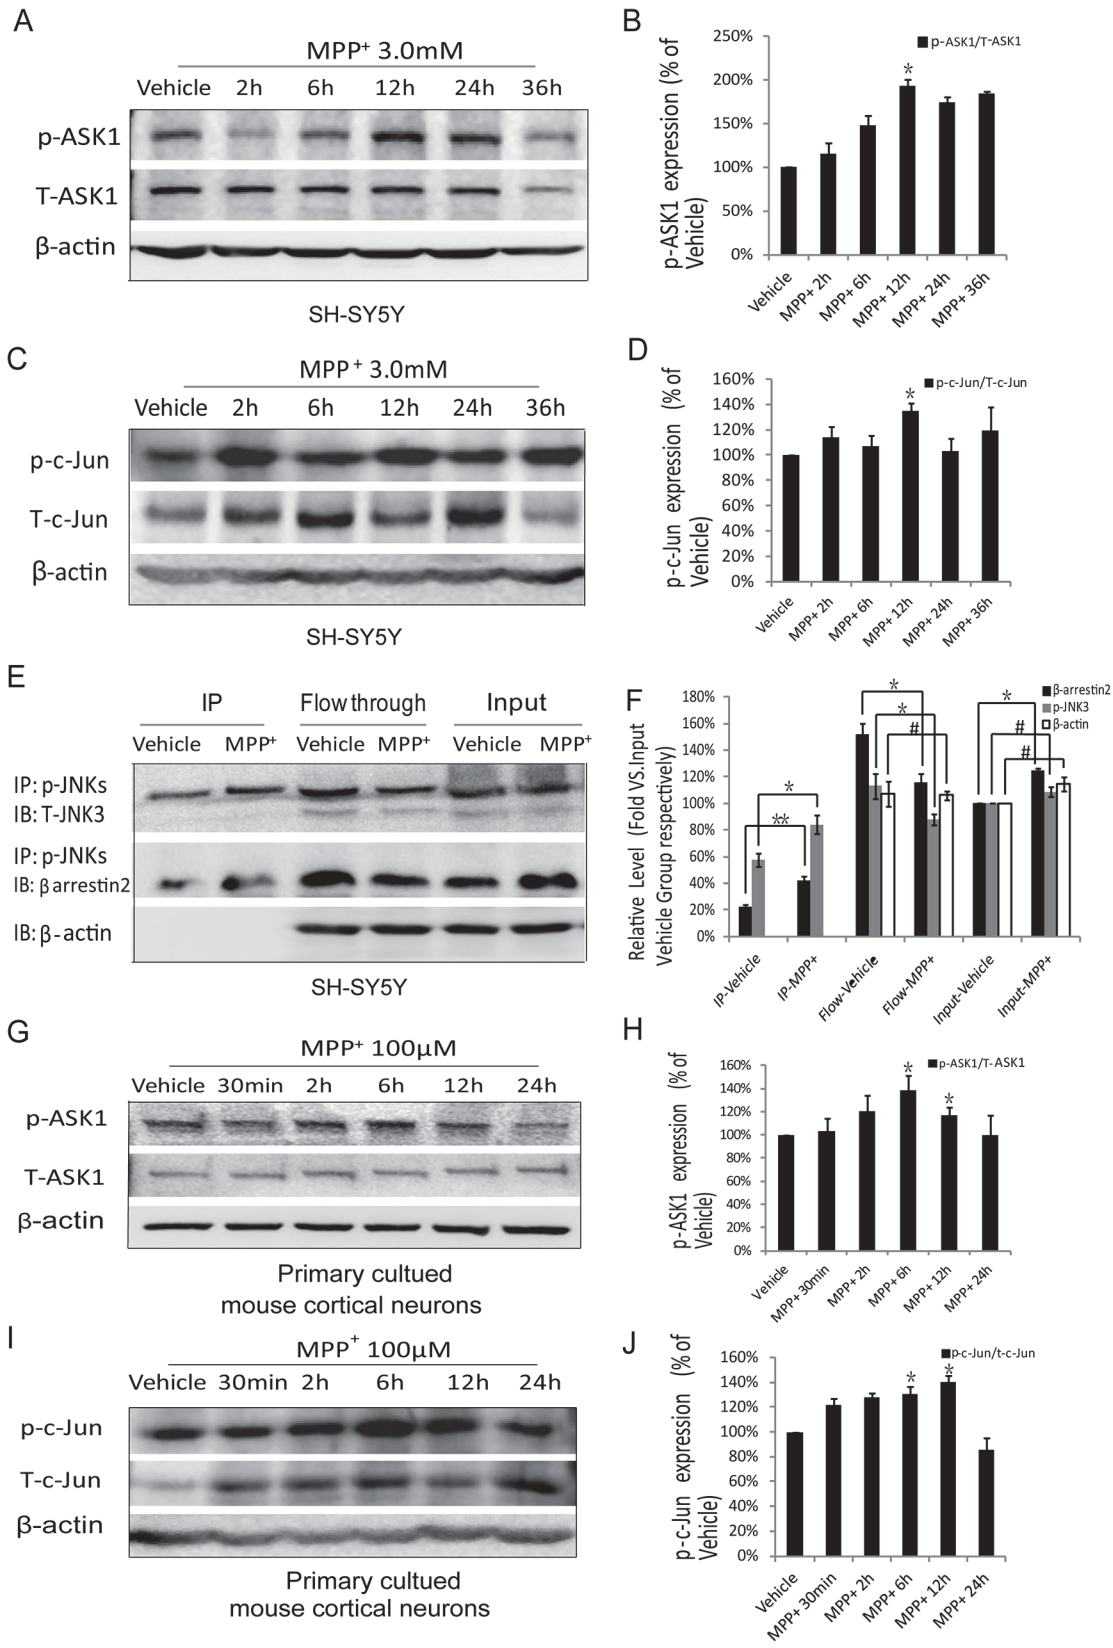 A
MPP⁺ 3.0mM
Vehicle 2h 6h 12h 24h 36h
p-ASK1
T-ASK1
β-actin
SH-SY5Y
B
p-ASK1/T-ASK1
p-ASK1 expression (% of
Vehicle)
250%
200%
150%
100%
50%
0%
*
Vehicle
MPP+ 2h
MPP+ 6h
MPP+ 12h
MPP+ 24h
MPP+ 36h
C
MPP⁺ 3.0mM
Vehicle 2h 6h 12h 24h 36h
p-c-Jun
T-c-Jun
β-actin
SH-SY5Y
D
p-c-Jun/T-c-Jun
p-c-Jun expression (% of
Vehicle)
160%
140%
120%
100%
80%
60%
40%
20%
0%
*
Vehicle
MPP+ 2h
MPP+ 6h
MPP+ 12h
MPP+ 24h
MPP+ 36h
E
IP Flow through Input
Vehicle MPP⁺ Vehicle MPP⁺ Vehicle MPP⁺
IP: p-JNKs
IB: T-JNK3
IP: p-JNKs
IB: β arrestin2
IB: β-actin
SH-SY5Y
F
β-arrestin2
p-JNK3
β-actin
Relative Level (Fold VS.Input
Vehicle Group respectively)
180%
160%
140%
120%
100%
80%
60%
40%
20%
0%
** *
* * #
* # #
IP-Vehicle
IP-MPP+
Flow-Vehicle
Flow-MPP+
Input-Vehicle
Input-MPP+
G
MPP⁺ 100μM
Vehicle 30min 2h 6h 12h 24h
p-ASK1
T-ASK1
β-actin
Primary cultued
mouse cortical neurons
H
p-ASK1/T-ASK1
p-ASK1 expression (% of
Vehicle)
160%
140%
120%
100%
80%
60%
40%
20%
0%
* *
Vehicle
MPP+ 30min
MPP+ 2h
MPP+ 6h
MPP+ 12h
MPP+ 24h
I
MPP⁺ 100μM
Vehicle 30min 2h 6h 12h 24h
p-c-Jun
T-c-Jun
β-actin
Primary cultued
mouse cortical neurons
J
p-c-Jun/t-c-Jun
p-c-Jun expression (% of
Vehicle)
160%
140%
120%
100%
80%
60%
40%
20%
0%
* *
Vehicle
MPP+ 30min
MPP+ 2h
MPP+ 6h
MPP+ 12h
MPP+ 24h